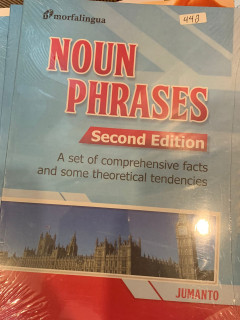 morfalingua
448
NOUN
PHRASES
Second Edition
A set of comprehensive facts
and some theoretical tendencies
JUMANTO